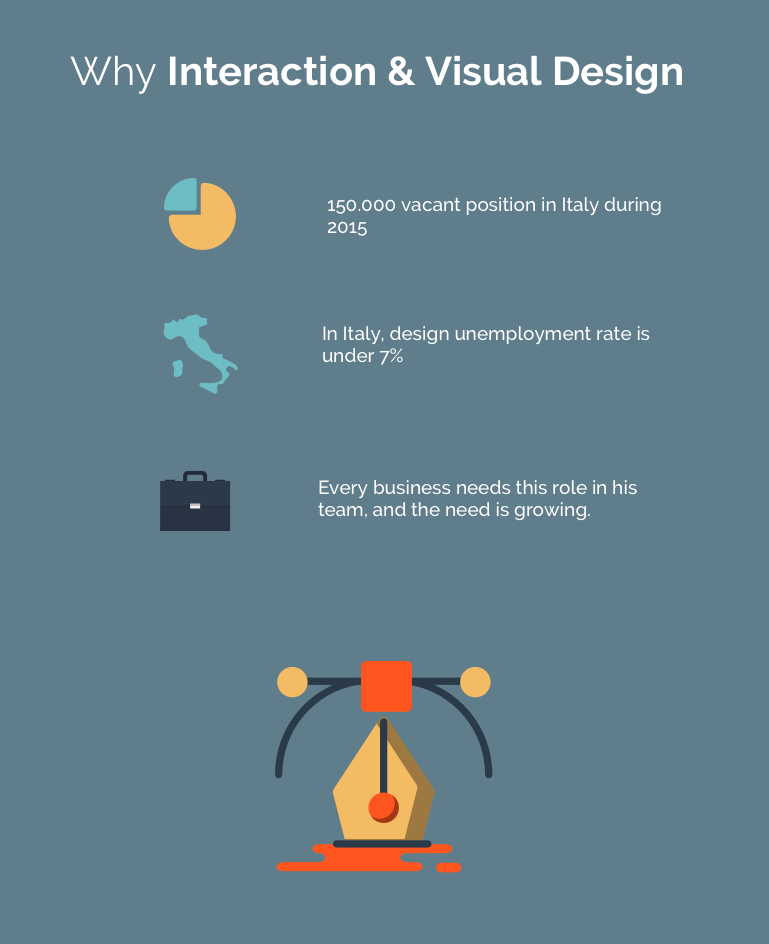 Why Interaction & Visual Design
150.000 vacant position in Italy during
2015
In Italy, design unemployment rate is
under 7%
Every business needs this role in his
team, and the need is growing.